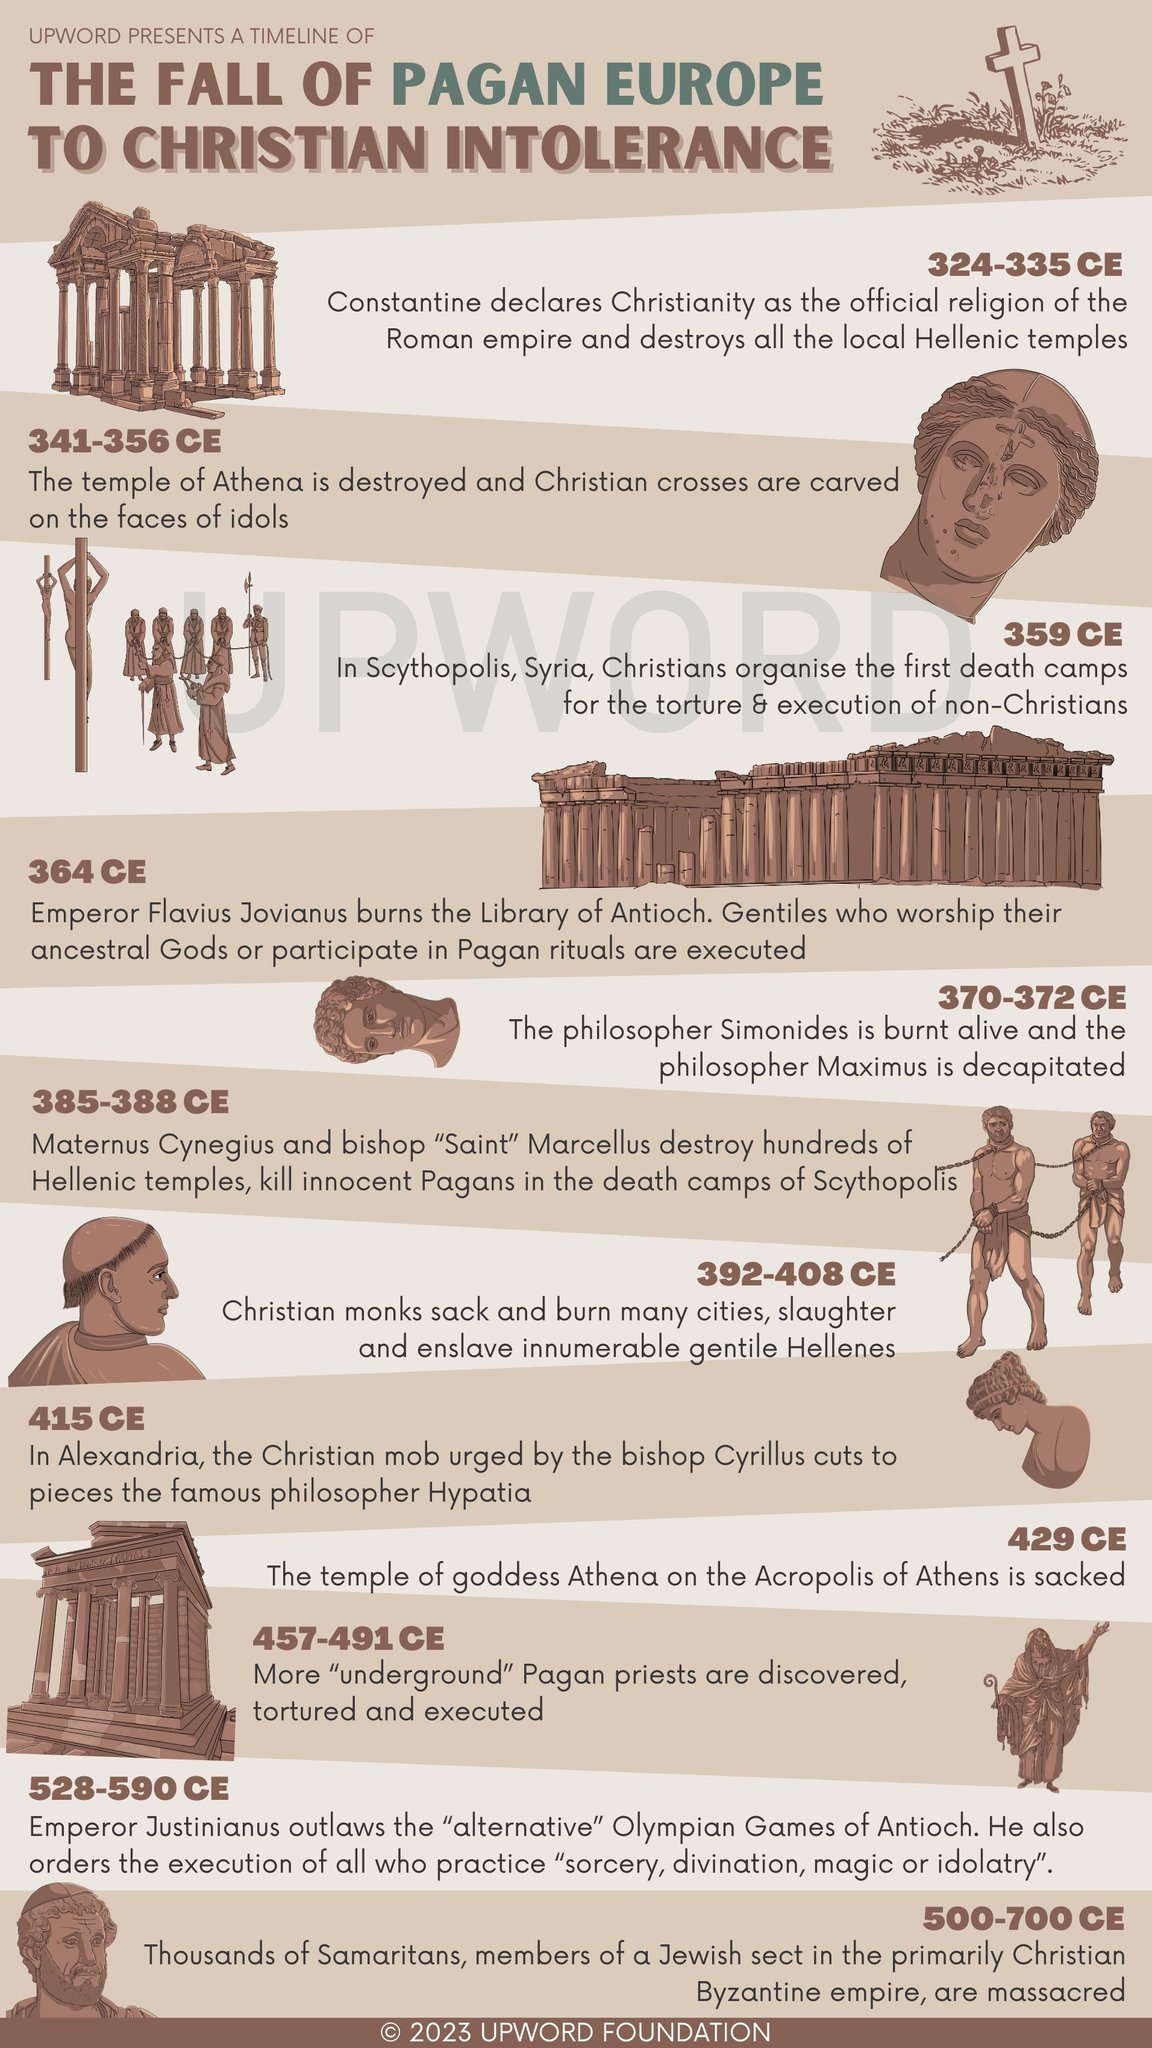 UPWORD PRESENTS A TIMELINE OF
THE FALL OF PAGAN EUROPE
TO CHRISTIAN INTOLERANCE
324-335 CE
Constantine declares Christianity as the official religion of the
Roman empire and destroys all the local Hellenic temples
341-356 CE
The temple of Athena is destroyed and Christian crosses are carved
on the faces of idols
UPWORD
359 CE
In Scythopolis, Syria, Christians organise the first death camps
for the torture & execution of non-Christians
364 CE
Emperor Flavius Jovianus burns the Library of Antioch. Gentiles who worship their
ancestral Gods or participate in Pagan rituals are executed
370-372 CE
The philosopher Simonides is burnt alive and the
philosopher Maximus is decapitated
385-388 CE
Maternus Cynegius and bishop “Saint” Marcellus destroy hundreds of
Hellenic temples, kill innocent Pagans in the death camps of Scythopolis
392-408 CE
Christian monks sack and burn many cities, slaughter
and enslave innumerable gentile Hellenes
415 CE
In Alexandria, the Christian mob urged by the bishop Cyrillus cuts to
pieces the famous philosopher Hypatia
429 CE
The temple of goddess Athena on the Acropolis of Athens is sacked
457-491 CE
More “underground” Pagan priests are discovered,
tortured and executed
528-590 CE
Emperor Justinianus outlaws the “alternative” Olympian Games of Antioch. He also
orders the execution of all who practice “sorcery, divination, magic or idolatry”.
500-700 CE
Thousands of Samaritans, members of a Jewish sect in the primarily Christian
Byzantine empire, are massacred
© 2023 UPWORD FOUNDATION